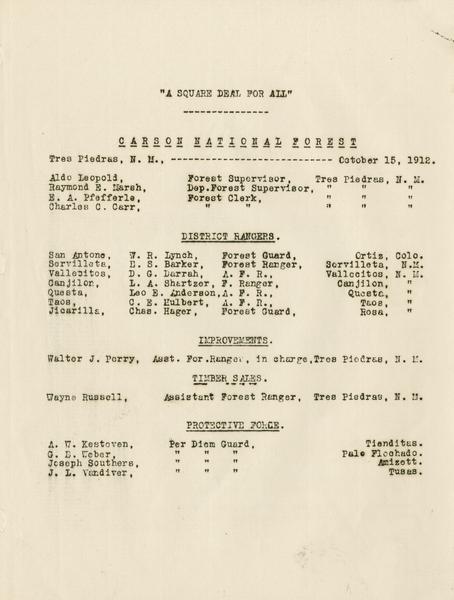 "A SQUARE DEAL FOR ALL"
---------------
CARSON NATIONAL FOREST
Tres Piedras, N. M., ---------------------------- October 15, 1912.
Aldo Leopold, Forest Supervisor, Tres Piedras, N. M.
Raymond E. Marsh, Dep.Forest Supervisor, " " "
E. A. Pfefferle, Forest Clerk, " " "
Charles C. Carr, " " " " "
DISTRICT RANGERS.
San Antone, W. R. Lynch, Forest Guard, Ortiz, Colo.
Servilleta, E. S. Barker, Forest Ranger, Servilleta, N.M.
Vallecitos, D. G. Darrah, A. F. R., Vallecitos, N. M.
Canjilon, L. A. Shartzer, F. Ranger, Canjilon, "
Questa, Leo E. Anderson, A. F. R., Questa, "
Taos, C. E. Hulbert, A. F. R., Taos, "
Jicarilla, Chas. Hager, Forest Guard, Rosa, "
IMPROVEMENTS.
Walter J. Perry, Asst. For.Ranger, in charge,Tres Piedras, N. M.
TIMBER SALES.
Wayne Russell, Assistant Forest Ranger, Tres Piedras, N. M.
PROTECTIVE FORCE.
A. W. Kestoven, Per Diem Guard, Tienditas.
G. E. Weber, " " " Palo Flechado.
Joseph Southers, " " " Amizett.
J. L. Vandiver, " " " Tusas.